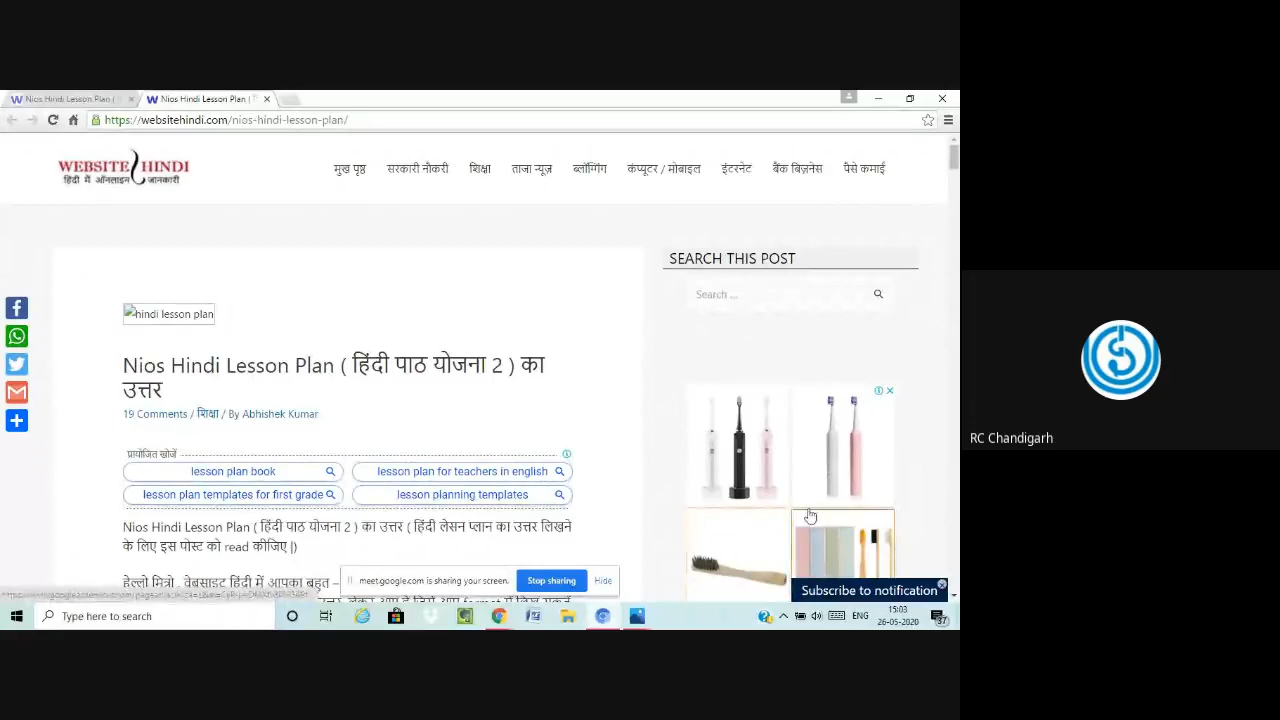 Nios Hindi Lesson Plan (
Nios Hindi Lesson Plan (
https://websitehindi.com/nios-hindi-lesson-plan/
WEBSITE HINDI
हिंदी में ऑनलाइन जानकारी
मुख पृष्ठ सरकारी नौकरी शिक्षा ताजा न्यूज़ ब्लॉग्गिंग कंप्यूटर / मोबाइल इंटरनेट बैंक बिज़नेस पैसे कमाई
SEARCH THIS POST
Search ...
hindi lesson plan
Nios Hindi Lesson Plan ( हिंदी पाठ योजना 2 ) का
उत्तर
19 Comments / शिक्षा / By Abhishek Kumar
प्रायोजित खोजें
lesson plan book
lesson plan for teachers in english
lesson plan templates for first grade
lesson planning templates
Nios Hindi Lesson Plan ( हिंदी पाठ योजना 2 ) का उत्तर ( हिंदी लेसन प्लान का उत्तर लिखने
के लिए इस पोस्ट को read कीजिए |)
हेल्लो मित्रो , वेबसाइट हिंदी में आपका बहुत –
meet.google.com is sharing your screen.
Stop sharing
Hide
Subscribe to notification
RC Chandigarh
Type here to search
ENG
15:03
26-05-2020
37